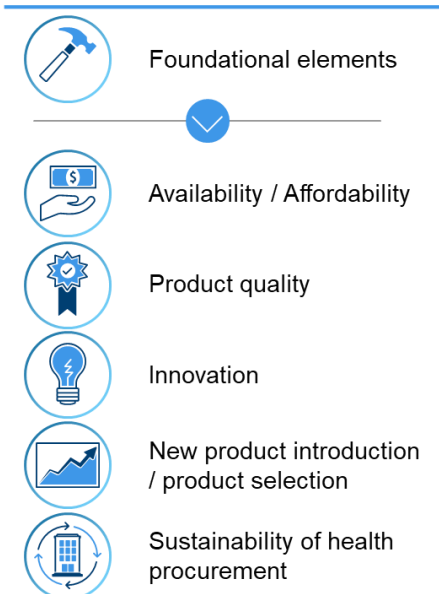 Foundational elements
$
Availability / Affordability
Product quality
Innovation
New product introduction
/ product selection
Sustainability of health
procurement